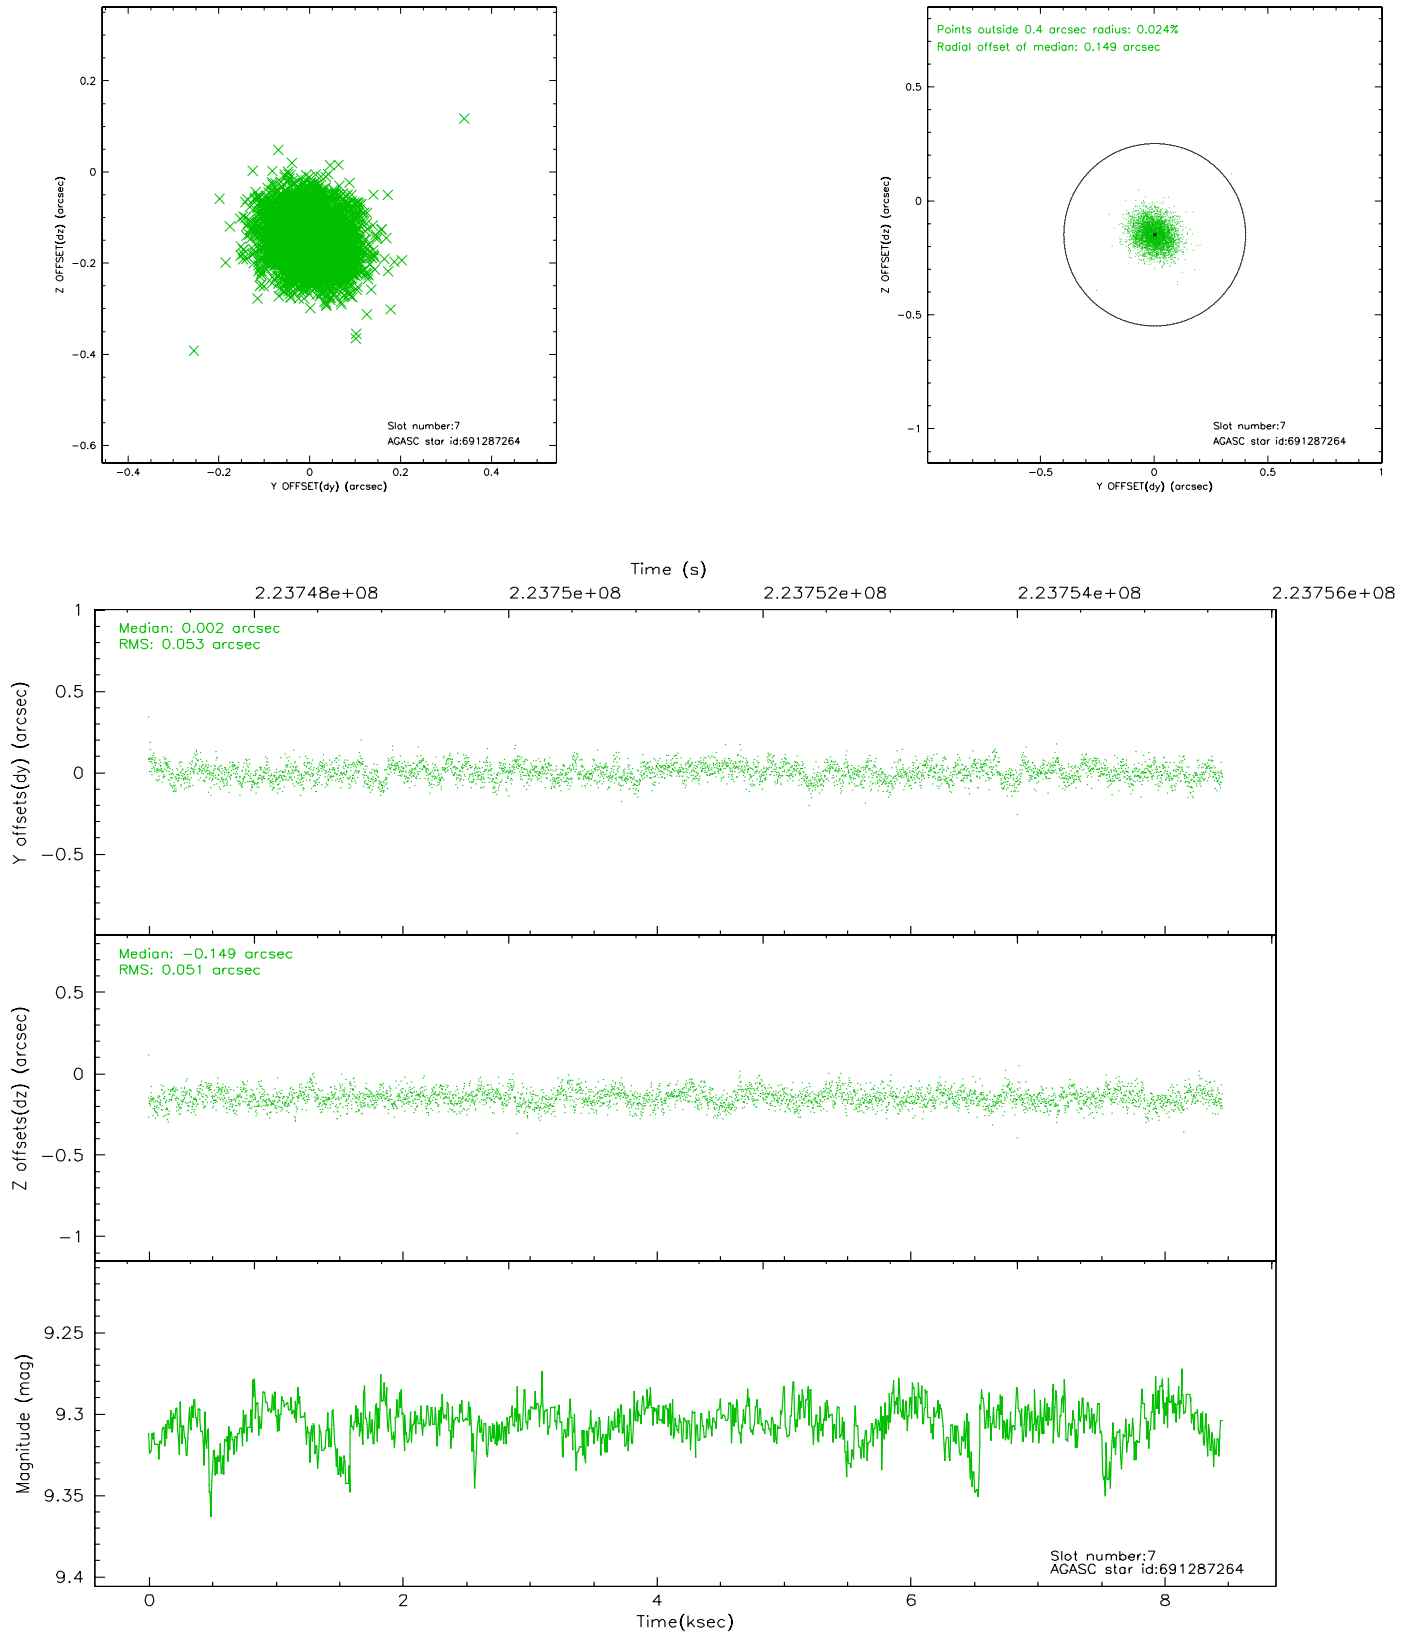 0.2
0
−0.2
−0.4
−0.6
Z OFFSET(dz) (arcsec)
Slot number:7
AGASC star id:691287264
−0.4 −0.2 0 0.2 0.4
Y OFFSET(dy) (arcsec)
Points outside 0.4 arcsec radius: 0.024%
Radial offset of median: 0.149 arcsec
0.5
0
−0.5
−1
Z OFFSET(dz) (arcsec)
Slot number:7
AGASC star id:691287264
−0.5 0 0.5 1
Y OFFSET(dy) (arcsec)
Time (s)
2.23748e+08 2.2375e+08 2.23752e+08 2.23754e+08 2.23756e+08
Median: 0.002 arcsec
RMS: 0.053 arcsec
1
0.5
0
−0.5
Y offsets(dy) (arcsec)
Median: −0.149 arcsec
RMS: 0.051 arcsec
0.5
0
−0.5
−1
Z offsets(dz) (arcsec)
9.25
9.3
9.35
9.4
Magnitude (mag)
Slot number:7
AGASC star id:691287264
0 2 4 6 8
Time(ksec)